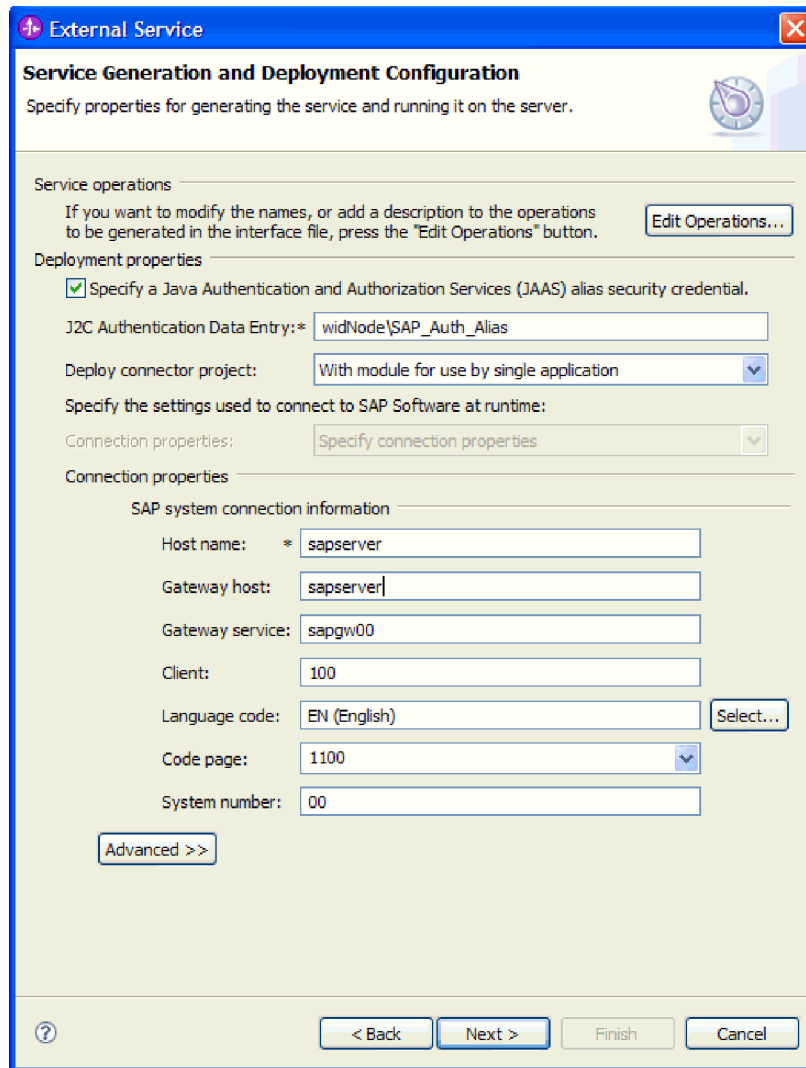 External Service
Service Generation and Deployment Configuration
Specify properties for generating the service and running it on the server.
Service operations
If you want to modify the names, or add a description to the operations
to be generated in the interface file, press the "Edit Operations" button.
Edit Operations...
Deployment properties
Specify a Java Authentication and Authorization Services (JAAS) alias security credential.
J2C Authentication Data Entry:* widNode\SAP_Auth_Alias
Deploy connector project: With module for use by single application
Specify the settings used to connect to SAP Software at runtime:
Connection properties: Specify connection properties
Connection properties
SAP system connection information
Host name: * sapserver
Gateway host: sapserver
Gateway service: sapgw00
Client: 100
Language code: EN (English) Select...
Code page: 1100
System number: 00
Advanced >>
? < Back Next > Finish Cancel